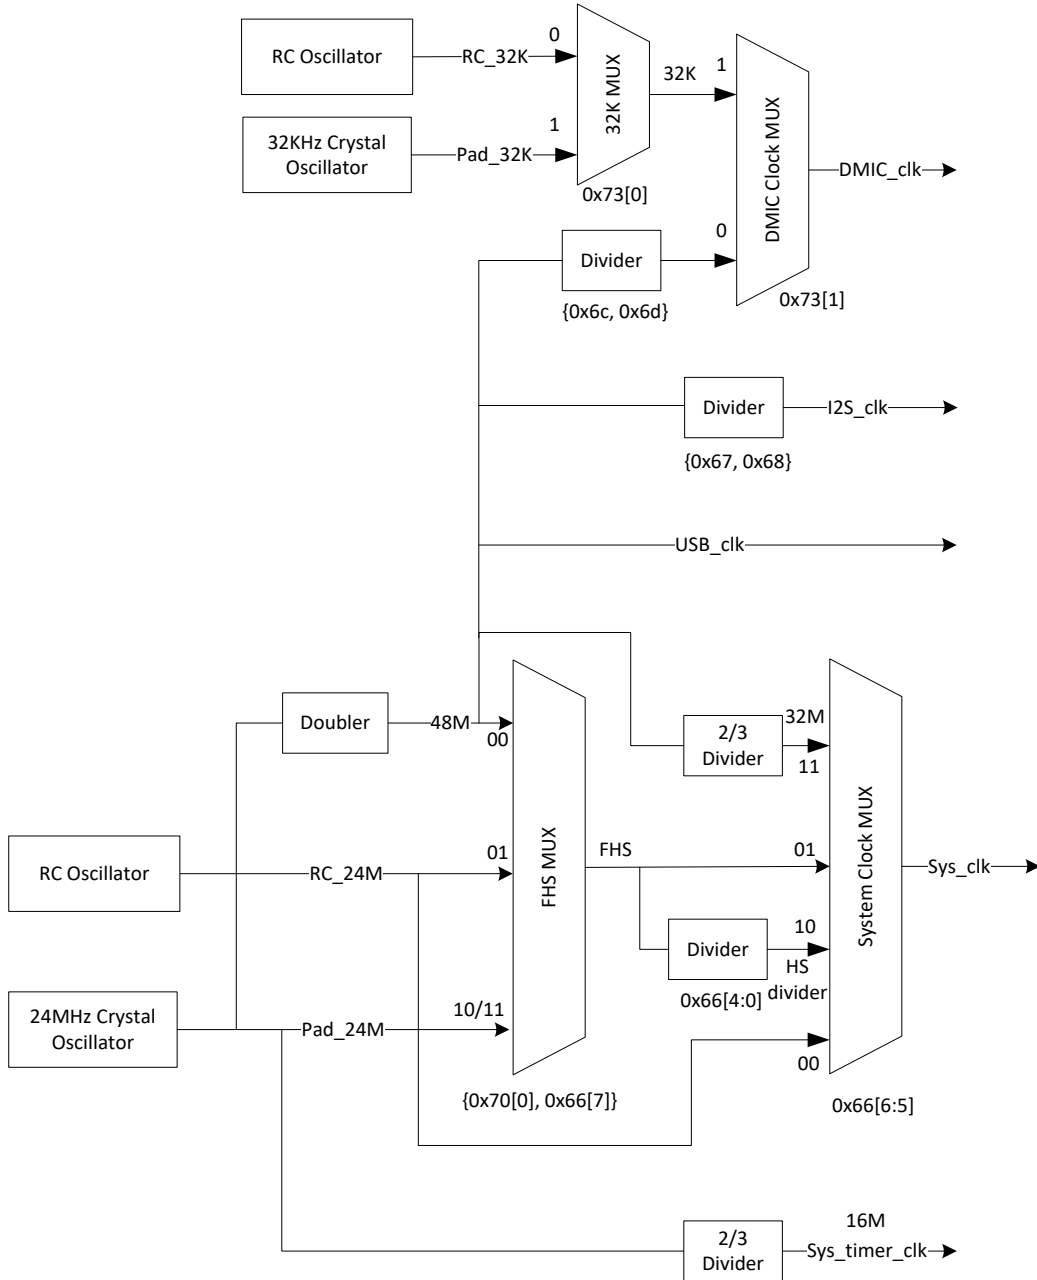 RC Oscillator
RC_32K
0
32KHz Crystal
Oscillator
Pad_32K
1
32K MUX
0x73[0]
32K
1
DMIC Clock MUX
DMIC_clk
0
Divider
{0x6c, 0x6d}
0x73[1]
Divider
I2S_clk
{0x67, 0x68}
USB_clk
Doubler
48M
00
2/3
Divider
32M
11
RC Oscillator
RC_24M
01
FHS MUX
FHS
01
System Clock MUX
Sys_clk
Divider
10
HS
divider
0x66[4:0]
24MHz Crystal
Oscillator
Pad_24M
10/11
00
{0x70[0], 0x66[7]}
0x66[6:5]
2/3
Divider
16M
Sys_timer_clk